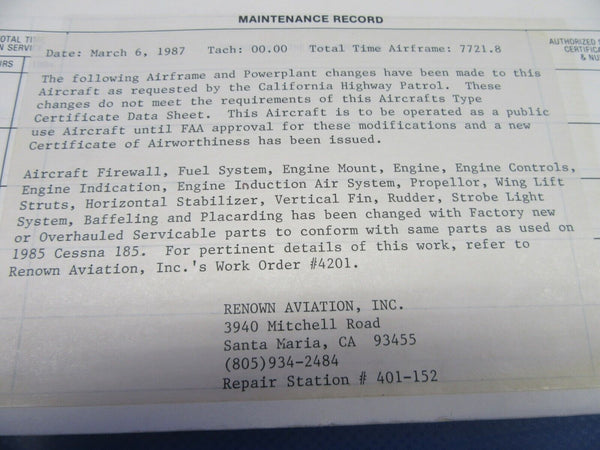 MAINTENANCE RECORD
OTAL TI
N SERVI
URS
AUTHORIZED
CERTIFICA
& NU
Date: March 6, 1987   Tach: 00.00   Total Time Airframe: 7721.8
The following Airframe and Powerplant changes have been made to this
Aircraft as requested by the California Highway Patrol.  These
changes do not meet the requirements of this Aircrafts Type
Certificate Data Sheet.  This Aircraft is to be operated as a public
use Aircraft until FAA approval for these modifications and a new
Certificate of Airworthiness has been issued.
Aircraft Firewall, Fuel System, Engine Mount, Engine, Engine Controls,
Engine Indication, Engine Induction Air System, Propellor, Wing Lift
Struts, Horizontal Stabilizer, Vertical Fin, Rudder, Strobe Light
System, Baffeling and Placarding has been changed with Factory new
or Overhauled Servicable parts to conform with same parts as used on
1985 Cessna 185.  For pertinent details of this work, refer to
Renown Aviation, Inc.'s Work Order #4201.
RENOWN AVIATION, INC.
3940 Mitchell Road
Santa Maria, CA  93455
(805)934-2484
Repair Station # 401-152